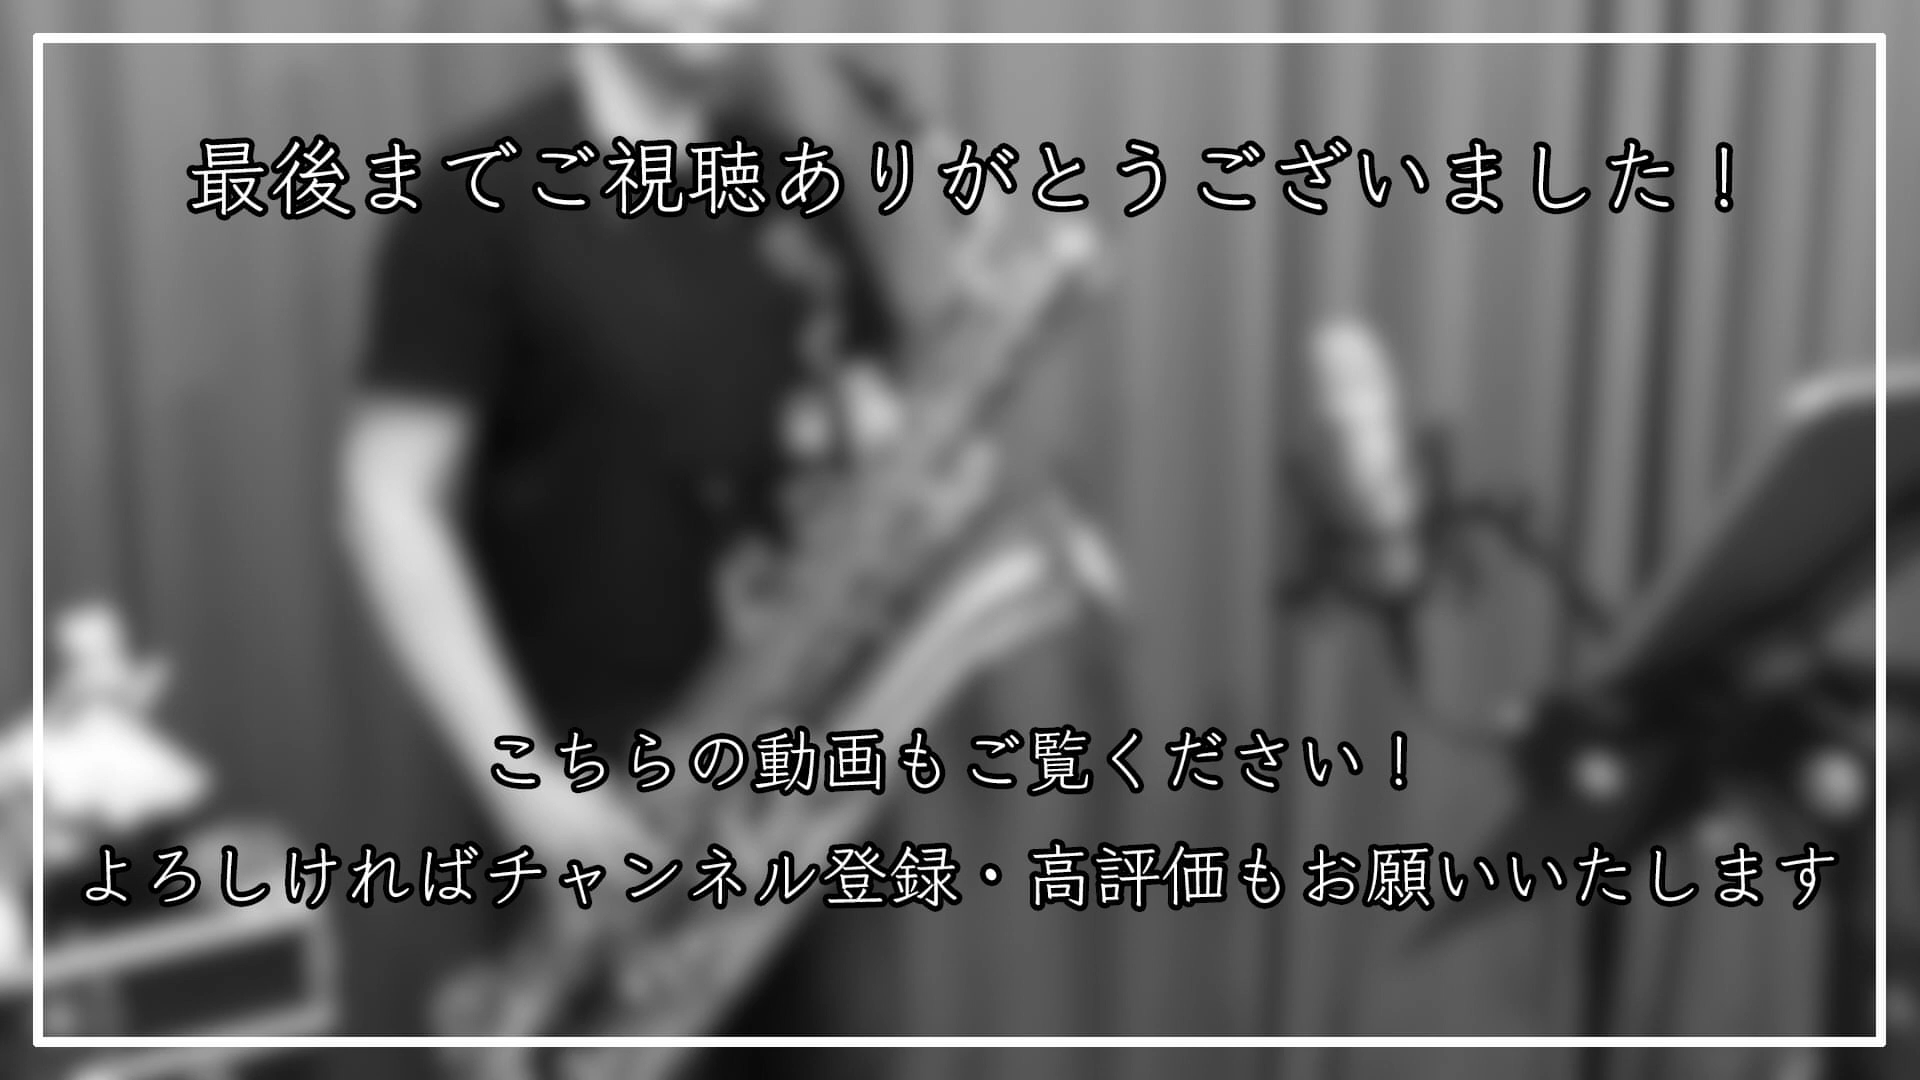 最後までご視聴ありがとうございました！
こちらの動画もご覧ください！
よろしければチャンネル登録・高評価もお願いいたします